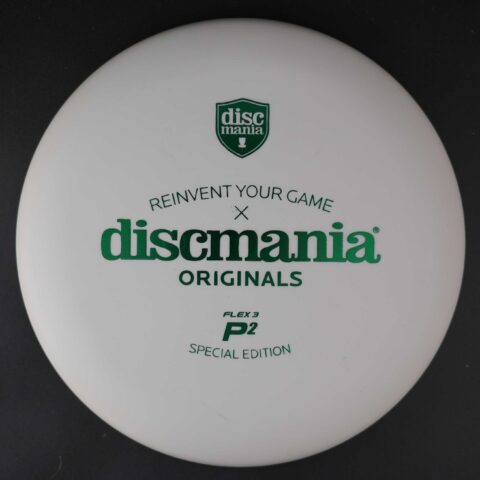 disc
mania
REINVENT YOUR GAME
X
discmania®
ORIGINALS
FLEX 3
P2
SPECIAL EDITION